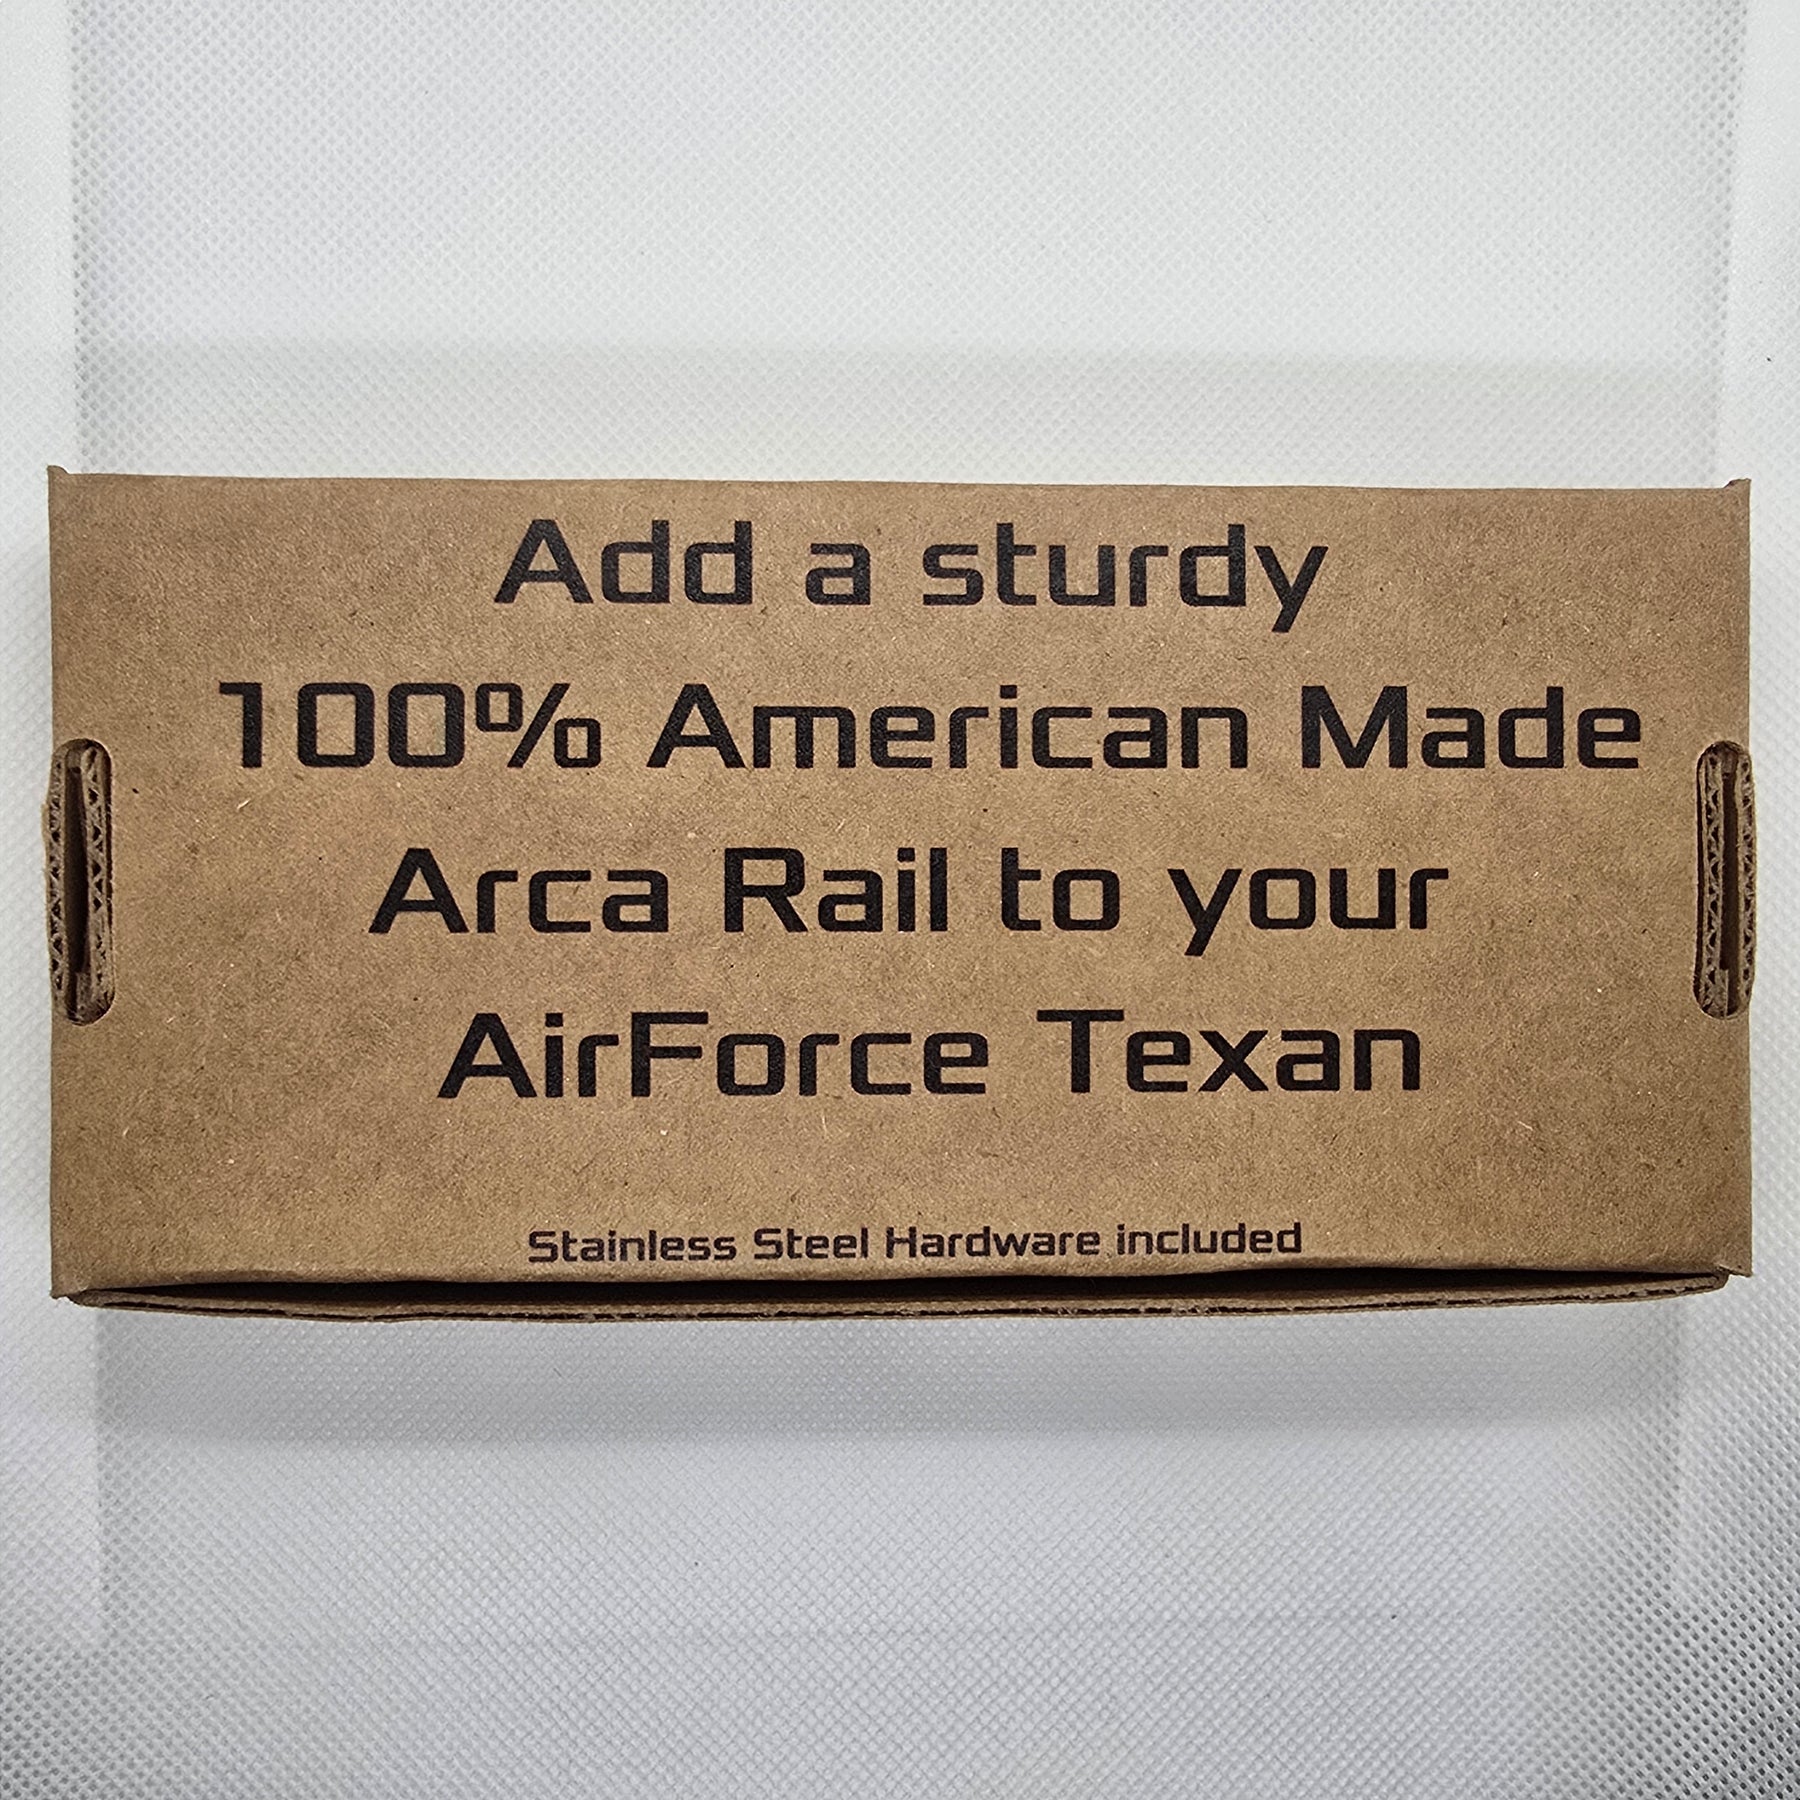 Add a sturdy
100% American Made
Arca Rail to your
AirForce Texan
Stainless Steel Hardware included